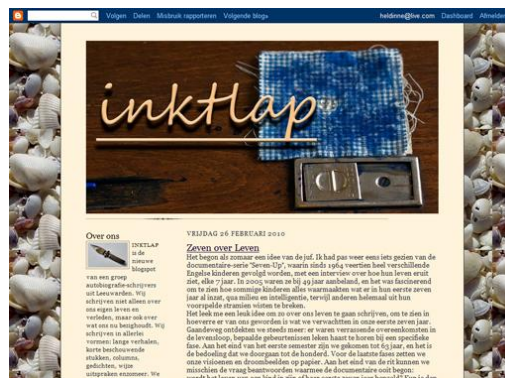 Volgen Delen Misbruik rapporteren Volgende blog» heldinne@live.com Dashboard Afmelden
inktlap
Over ons
INKTLAP
is de
nieuwe
blogspot
van een groep
autobiografie-schrijvers
uit Leeuwarden. Wij
schrijven niet alleen over
ons eigen leven en
verleden, maar ook over
wat ons nu bezighoudt. Wij
schrijven in allerlei
vormen: lange verhalen,
korte beschouwende
stukken, columns,
gedichten, wijze
uitspraken enzomeer. We
VRIJDAG 26 FEBRUARI 2010
Zeven over Leven
Het begon als zomaar een idee van de juf. Ik had pas weer eens iets gezien van de
documentaire-serie "Seven-Up", waarin sinds 1964 veertien heel verschillende
Engelse kinderen gevolgd worden, met een interview over hoe hun leven eruit
ziet, elke 7 jaar. In 2005 waren ze bij 49 jaar aanbeland, en het was fascinerend
om te zien hoe sommige kinderen alles waarmaakten wat er in hun eerste zeven
jaar al inzat, qua milieu en intelligentie, terwijl anderen helemaal uit hun
voorspelde stramien wisten te breken.
Het leek me een leuk idee om zo over ons leven te gaan schrijven, om te zien in
hoeverre er van ons geworden is wat we verwachtten in onze eerste zeven jaar.
Gaandeweg ontdekten we steeds meer: er waren verrassende overeenkomsten in
de levensloop, bepaalde gebeurtenissen leken haast te horen bij een specifieke
fase. Aan het eind van het eerste semester zijn we gekomen tot 63 jaar, en het is
de bedoeling dat we doorgaan tot de honderd. Voor de laatste fases zetten we
onze visioenen en droombeelden op papier. Aan het eind van de rit kunnen we
misschien de vraag beantwoorden waarmee de documentaire ooit begon: